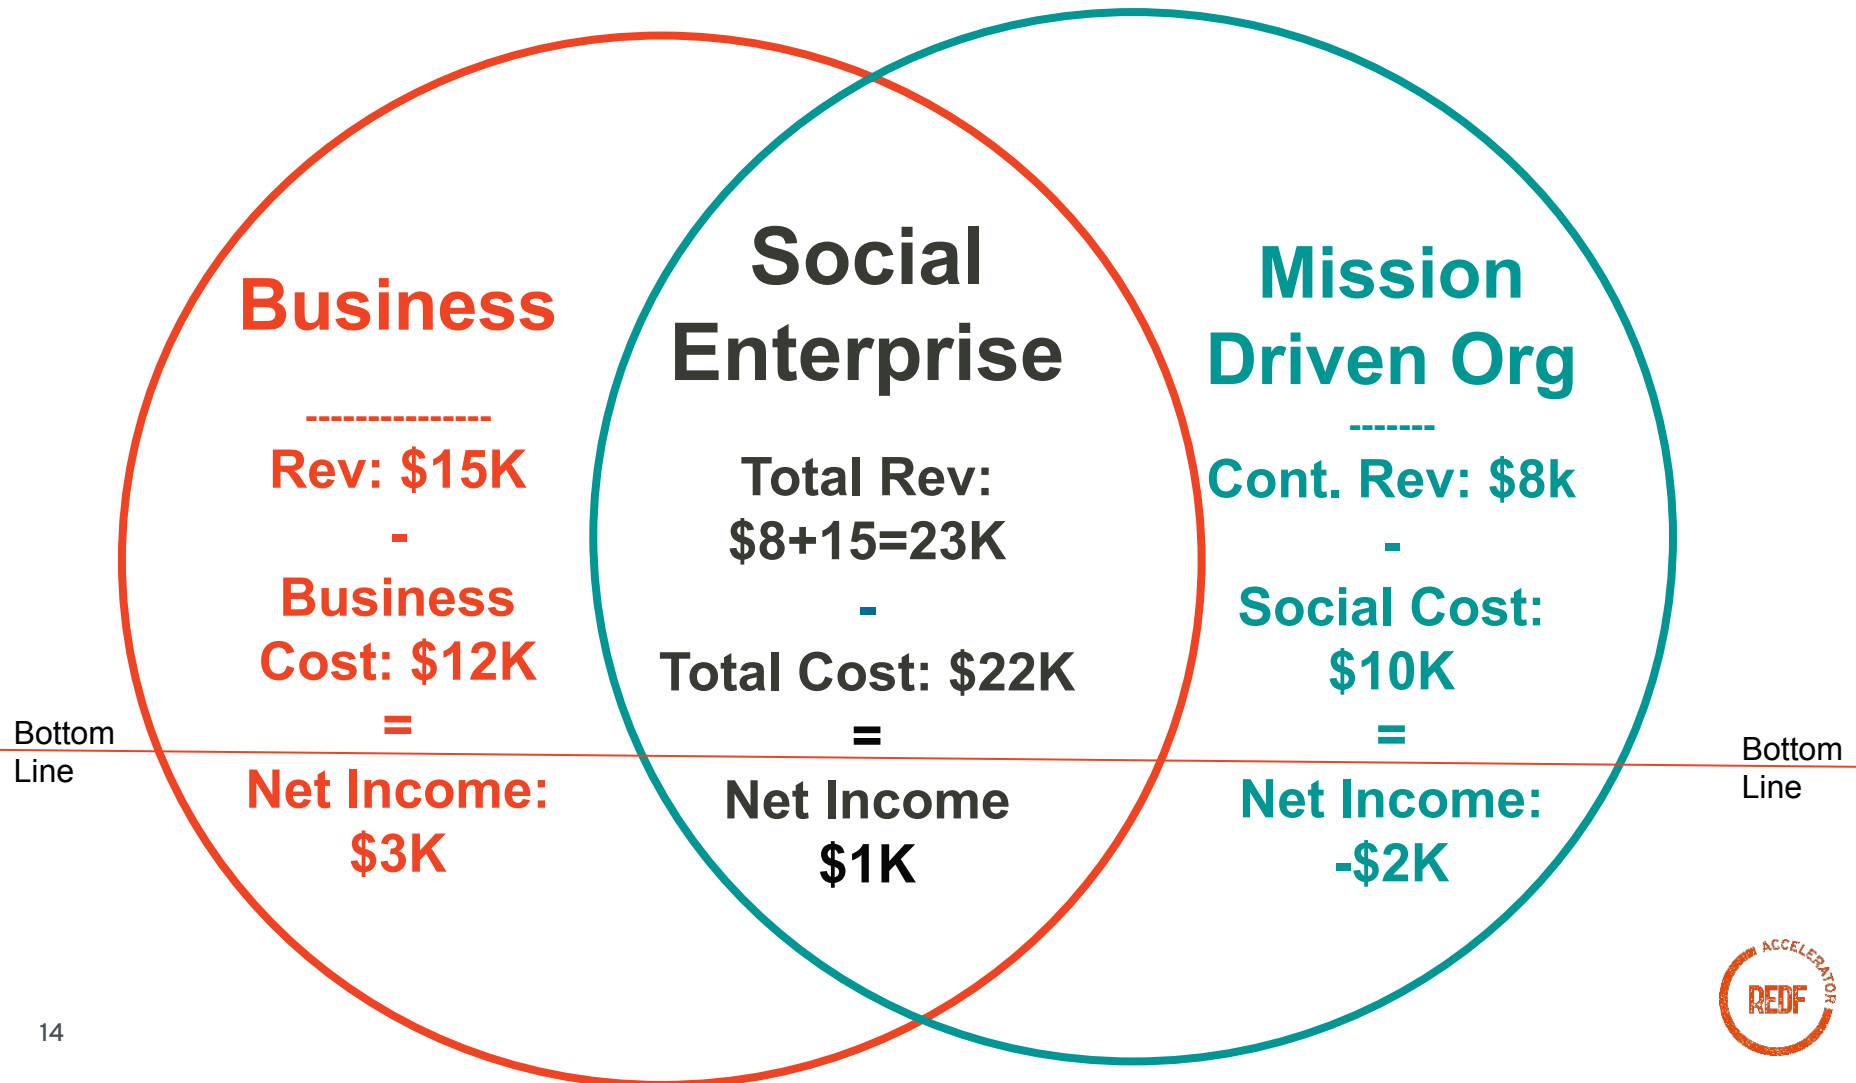 Business
---------------
Rev: $15K
-
Business
Cost: $12K
=
Net Income:
$3K
Social
Enterprise
Total Rev:
$8+15=23K
-
Total Cost: $22K
=
Net Income
$1K
Mission
Driven Org
-------
Cont. Rev: $8k
-
Social Cost:
$10K
=
Net Income:
-$2K
Bottom
Line
Bottom
Line
14
ACCELERATOR
REDF